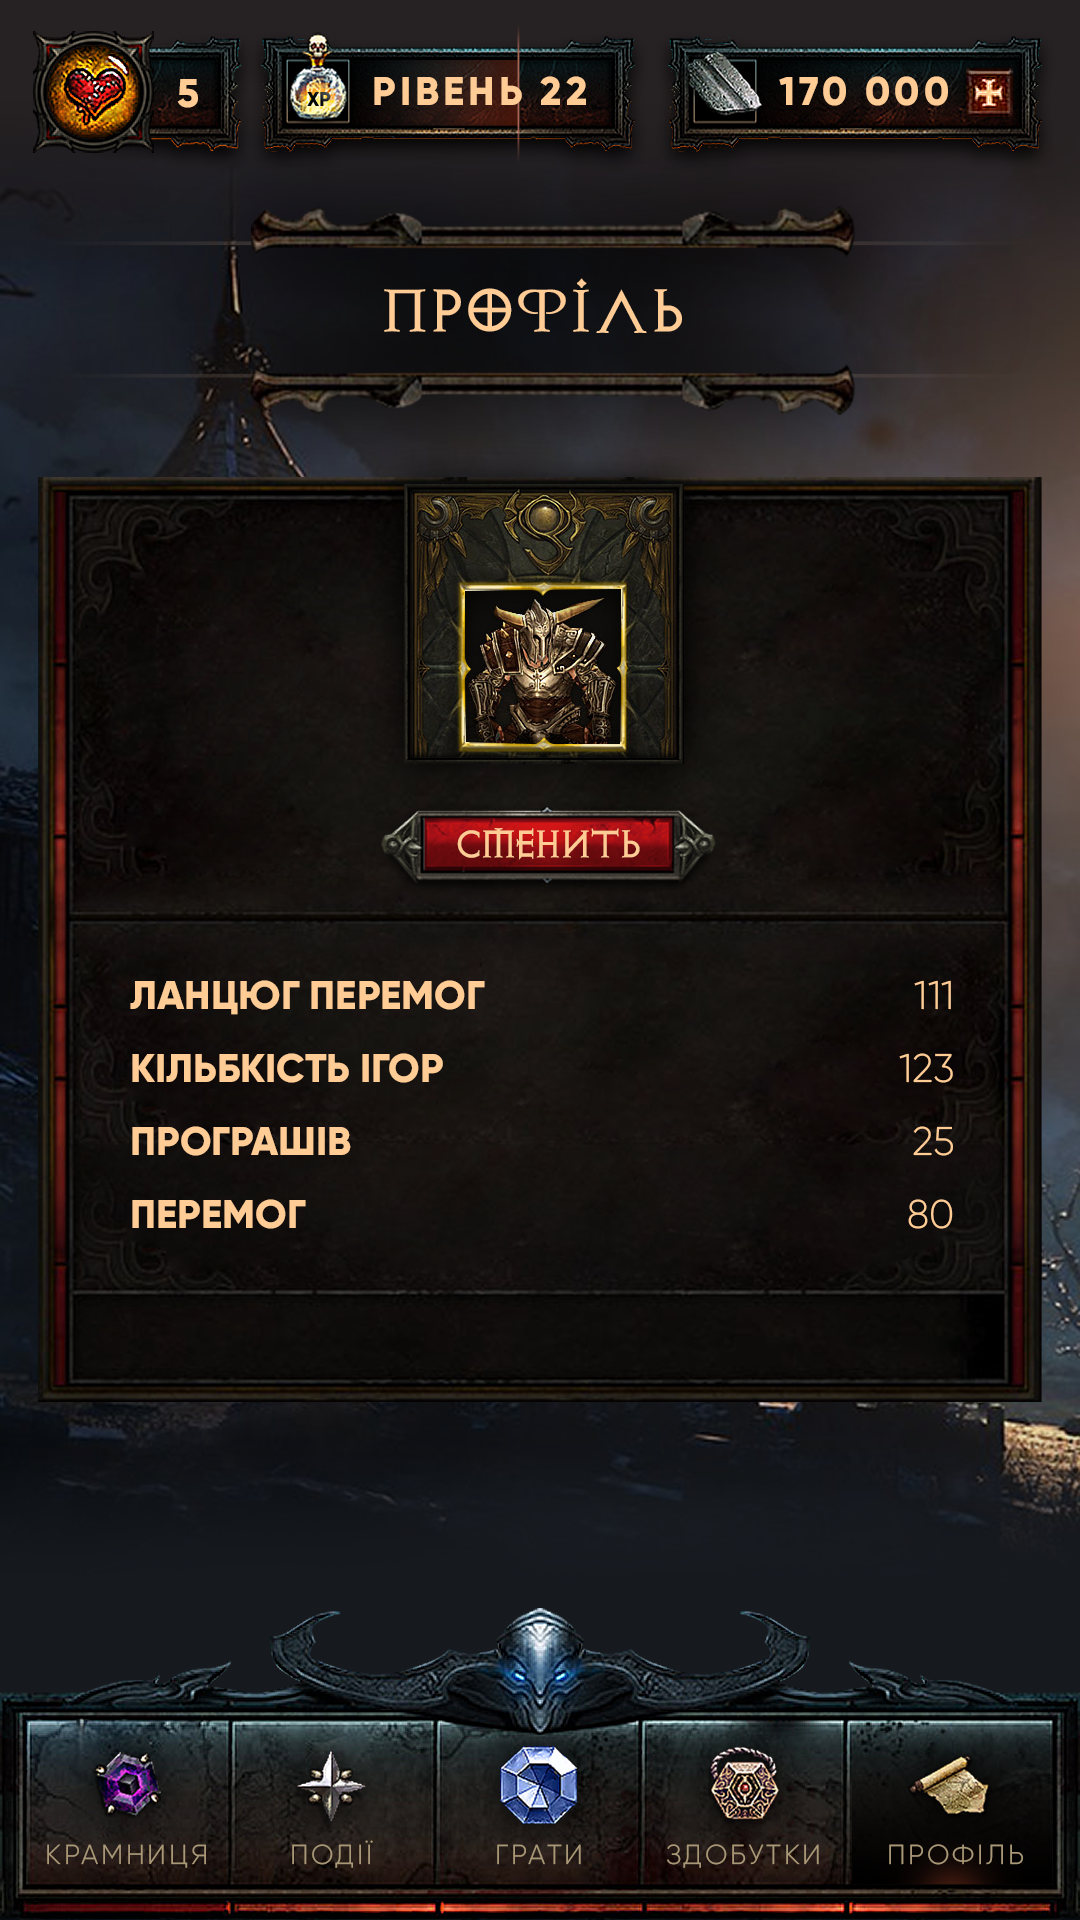 5
XP
РІВЕНЬ 22
170 000
ПРОФІЛЬ
СМЕНИТЬ
ЛАНЦЮГ ПЕРЕМОГ 111
КІЛЬБКІСТЬ ІГОР 123
ПРОГРАШІВ 25
ПЕРЕМОГ 80
КРАМНИЦЯ ПОДІЇ ГРАТИ ЗДОБУТКИ ПРОФІЛЬ